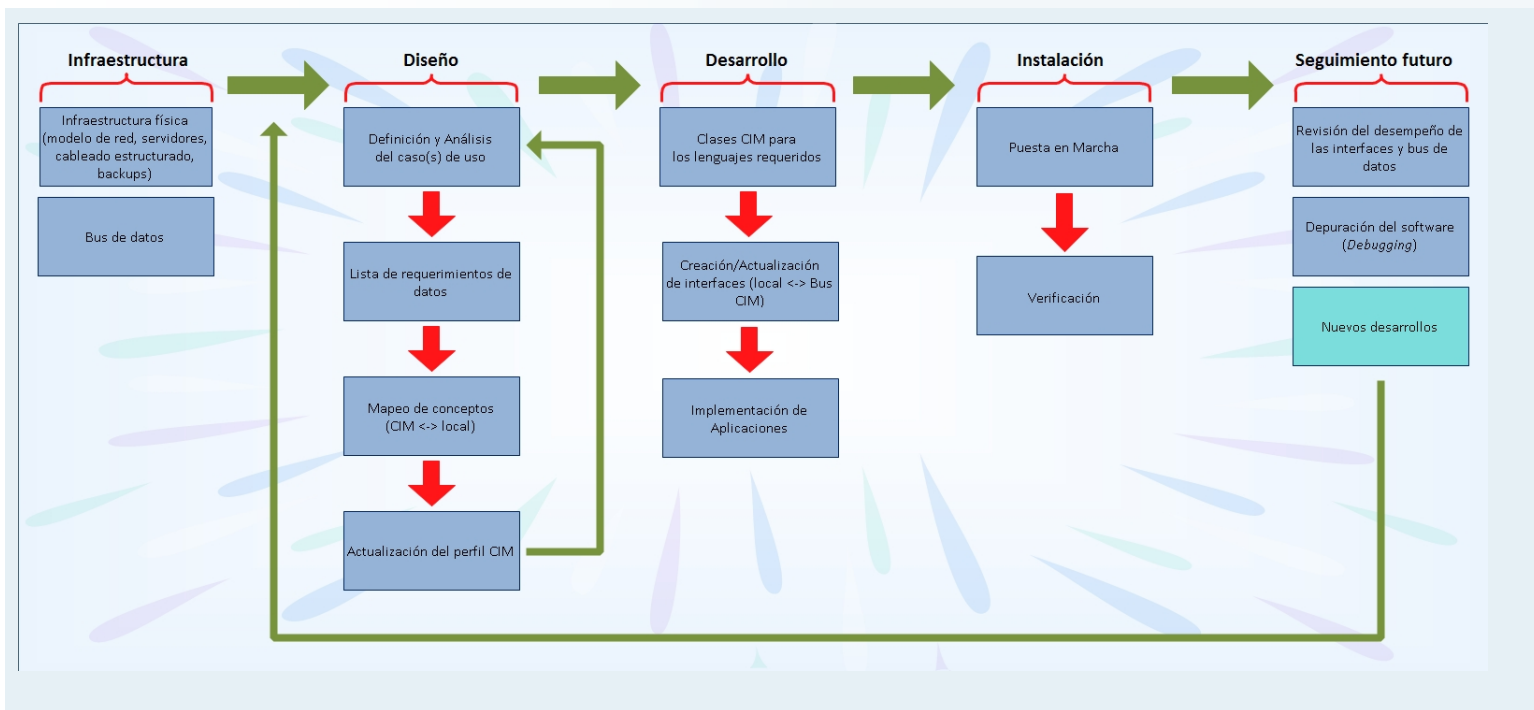 Infraestructura
Infraestructura física
(modelo de red, servidores,
cableado estructurado,
backups)
Bus de datos
Diseño
Definición y Análisis
del caso(s) de uso
Lista de requerimientos de
datos
Mapeo de conceptos
(CIM <-> local)
Actualización del perfil CIM
Desarrollo
Clases CIM para
los lenguajes requeridos
Creación/Actualización
de interfaces (local <-> Bus
CIM)
Implementación de
Aplicaciones
Instalación
Puesta en Marcha
Verificación
Seguimiento futuro
Revisión del desempeño de
las interfaces y bus de
datos
Depuración del software
(Debugging)
Nuevos desarrollos